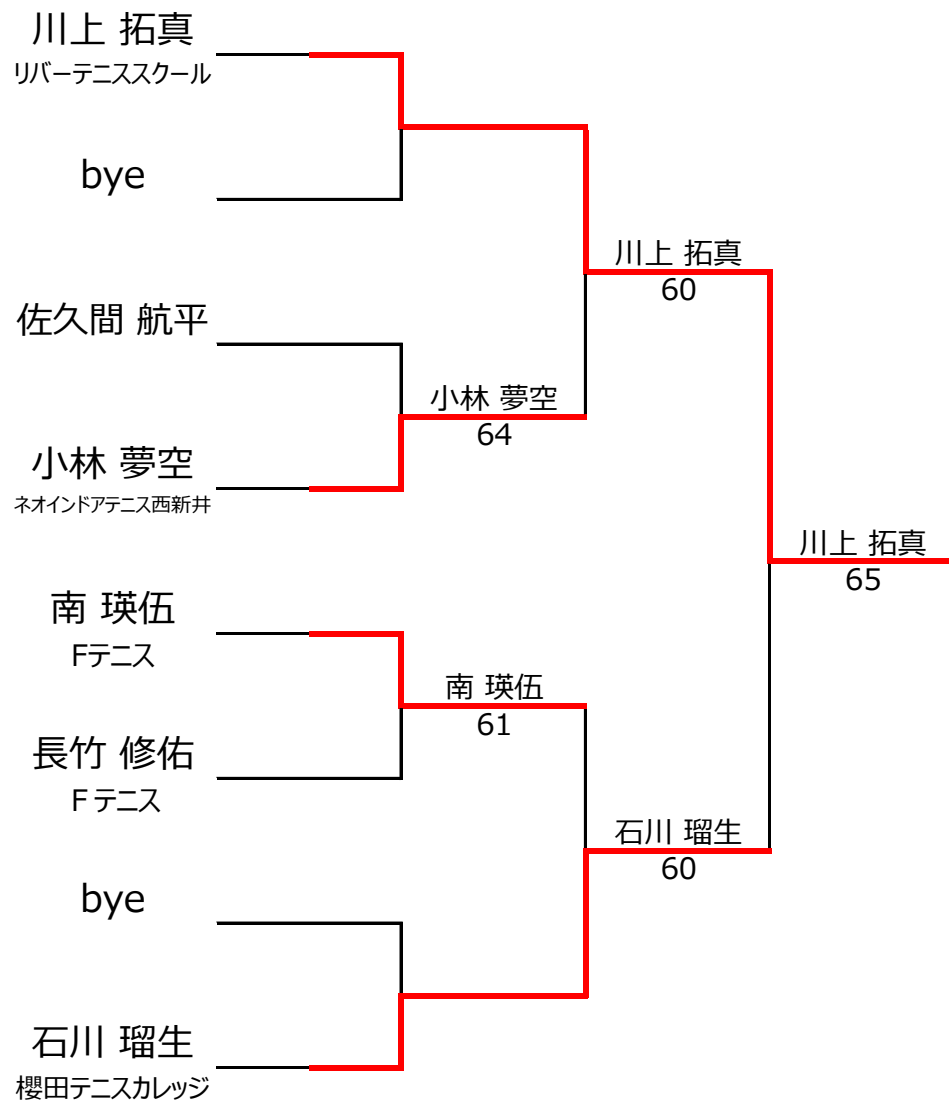 川上 拓真
リバーテニススクール
bye
佐久間 航平
小林 夢空
ネオインドアテニス西新井
南 瑛伍
Fテニス
長竹 修佑
Ｆテニス
bye
石川 瑠生
櫻田テニスカレッジ
小林 夢空
64
南 瑛伍
61
川上 拓真
60
石川 瑠生
60
川上 拓真
65